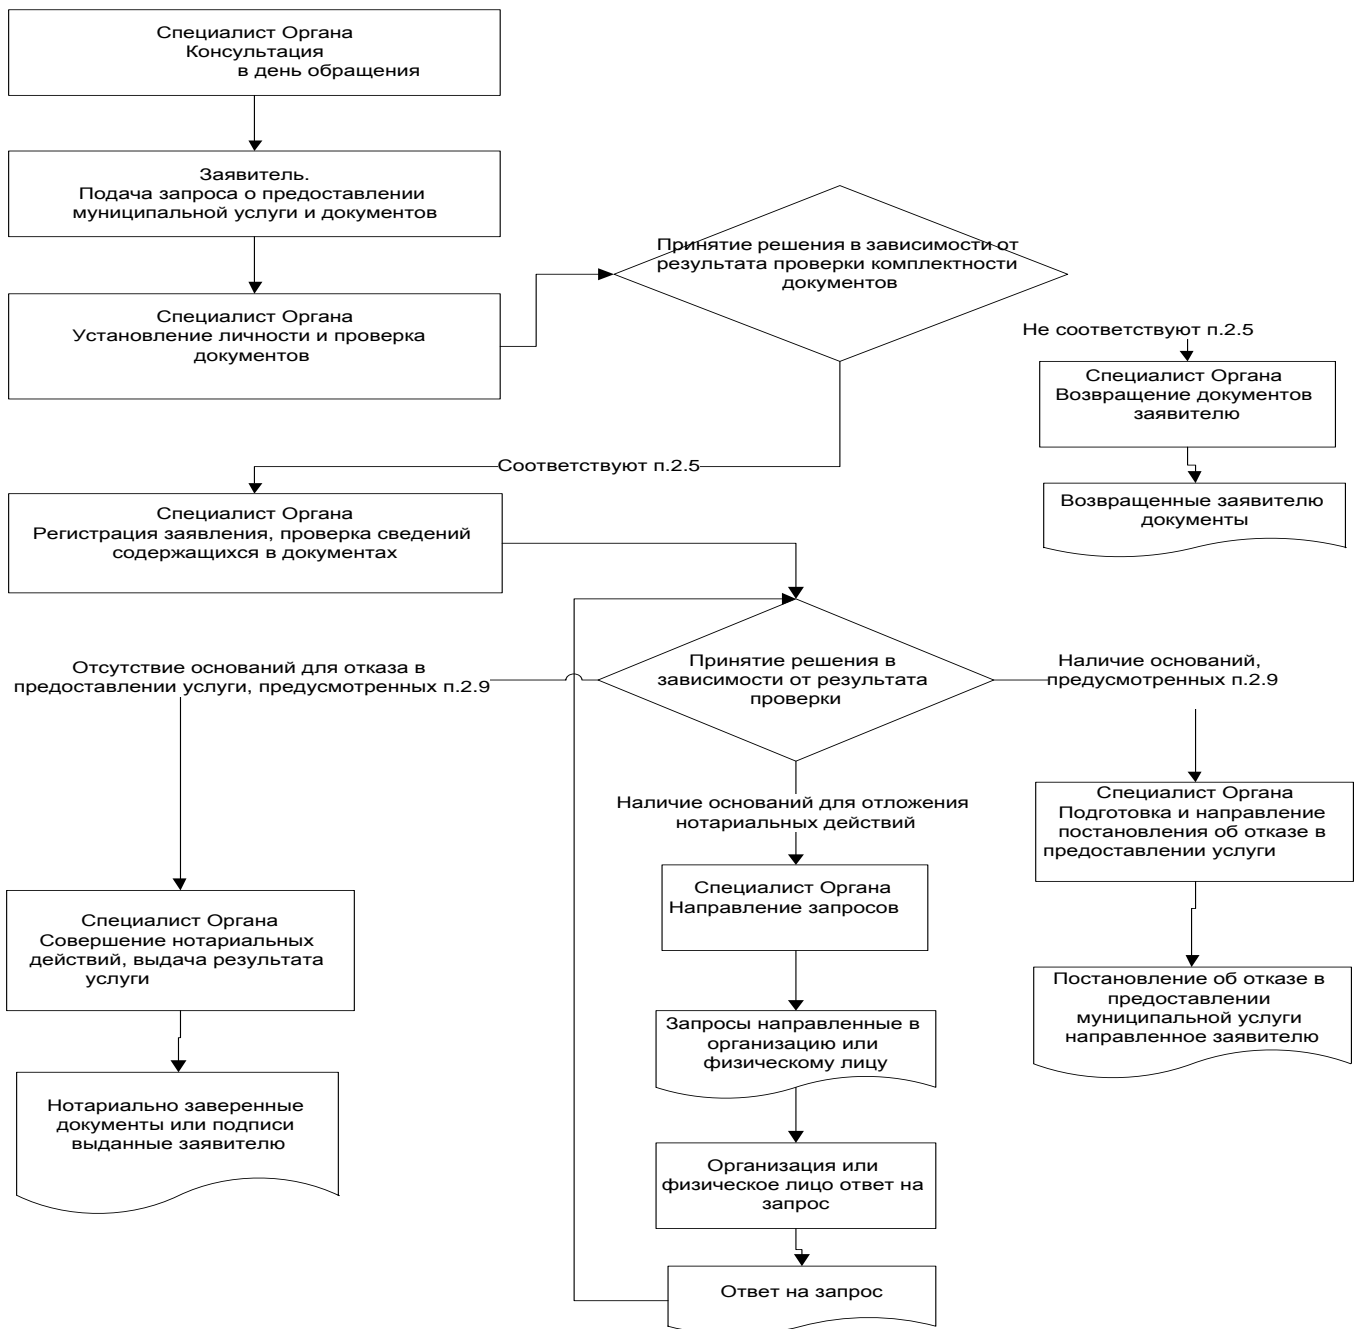 Специалист Органа
Консультация
в день обращения
Заявитель.
Подача запроса о предоставлении
муниципальной услуги и документов
Специалист Органа
Установление личности и проверка
документов
Принятие решения в зависимости от
результата проверки комплектности
документов
Не соответствуют п.2.5
Специалист Органа
Возвращение документов
заявителю
Возвращенные заявителю
документы
Соответствуют п.2.5
Специалист Органа
Регистрация заявления, проверка сведений
содержащихся в документах
Принятие решения в
зависимости от результата
проверки
Отсутствие оснований для отказа в
предоставлении услуги, предусмотренных п.2.9
Наличие оснований,
предусмотренных п.2.9
Наличие оснований для отложения
нотариальных действий
Специалист Органа
Подготовка и направление
постановления об отказе в
предоставлении услуги
Специалист Органа
Направление запросов
Специалист Органа
Совершение нотариальных
действий, выдача результата
услуги
Постановление об отказе в
предоставлении
муниципальной услуги
направленное заявителю
Запросы направленные в
организацию или
физическому лицу
Нотариально заверенные
документы или подписи
выданные заявителю
Организация или
физическое лицо ответ на
запрос
Ответ на запрос